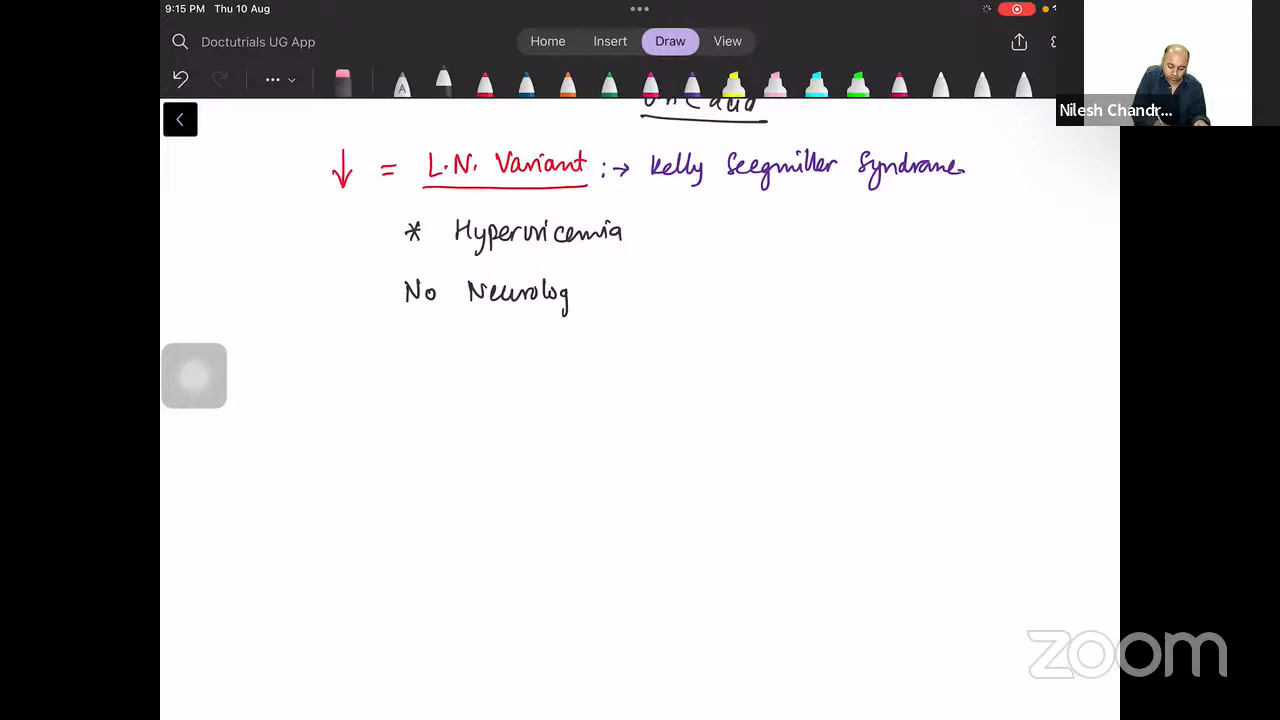 9:15 PM Thu 10 Aug
Doctutrials UG App
Home Insert Draw View
A
Nilesh Chandr...
acid
↓ = L.N. Variant :→ Kelly Seegmiller Syndrome
* Hyperuricemia
No Neurolog
zoom